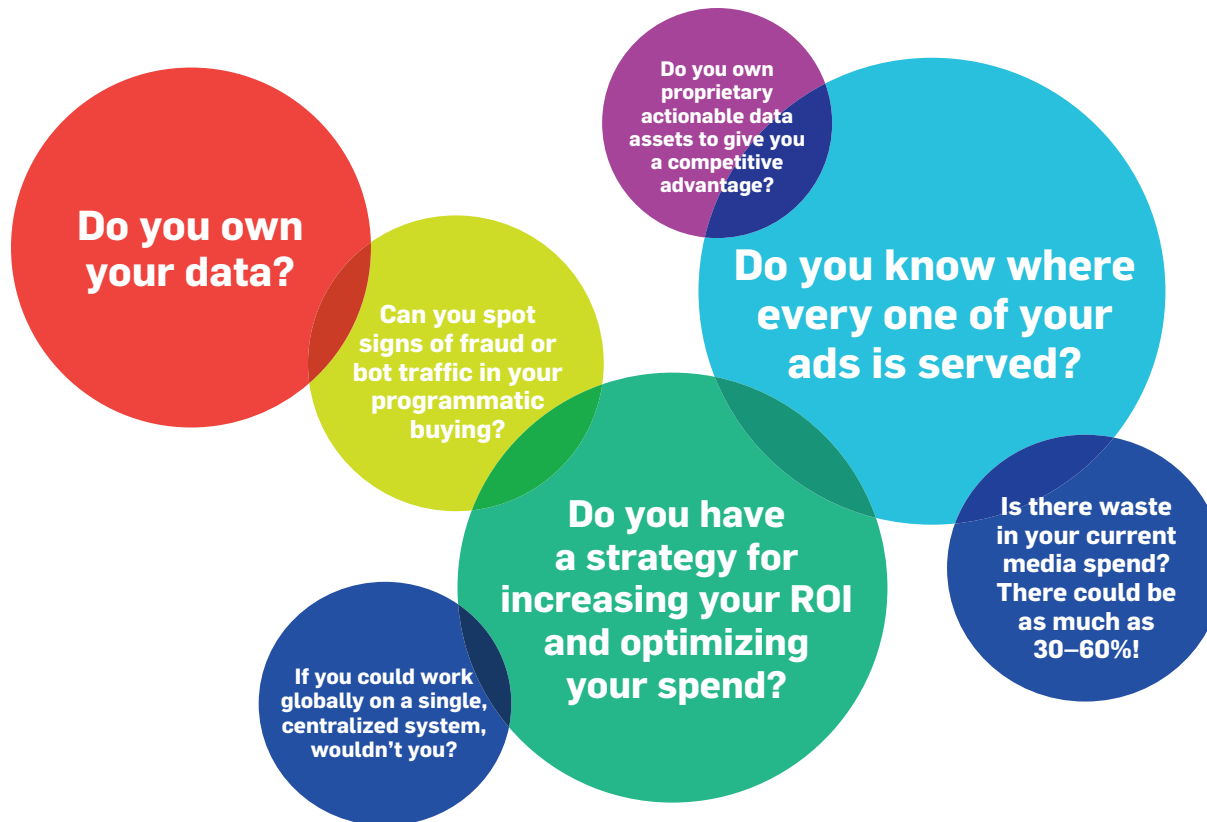 Do you own
your data?
Can you spot
signs of fraud or
bot traffic in your
programmatic
buying?
Do you own
proprietary
actionable data
assets to give you
a competitive
advantage?
Do you know where
every one of your
ads is served?
Do you have
a strategy for
increasing your ROI
and optimizing
your spend?
Is there waste
in your current
media spend?
There could be
as much as
30–60%!
If you could work
globally on a single,
centralized system,
wouldn’t you?